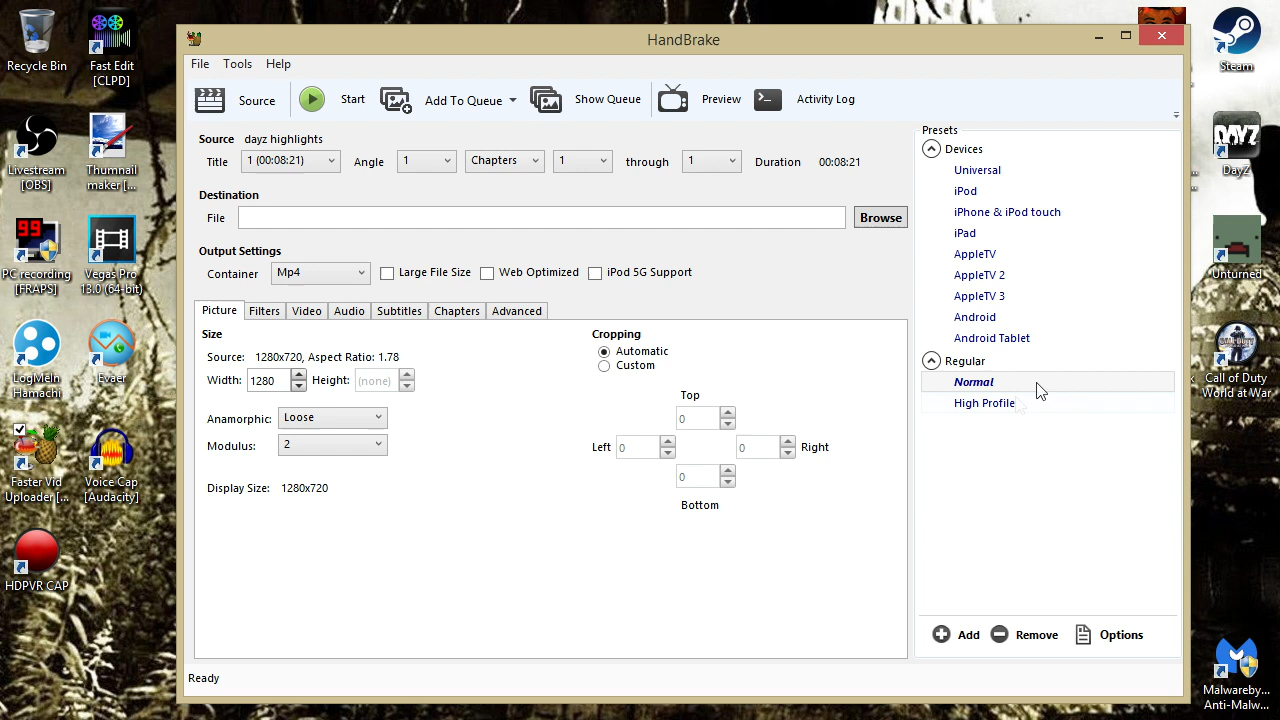 Recycle Bin
Fast Edit
[CLPD]
Livestream
[OBS]
Thumnail
maker [...
PC recording
[FRAPS]
Vegas Pro
13.0 (64-bit)
LogMeIn
Hamachi
Evaer
Faster Vid
Uploader [...
Voice Cap
[Audacity]
HDPVR CAP
99
HandBrake
File Tools Help
Source Start Add To Queue Show Queue Preview Activity Log
Source dayz highlights
Title 1 (00:08:21) Angle 1 Chapters 1 through 1 Duration 00:08:21
Destination
File Browse
Output Settings
Container Mp4 Large File Size Web Optimized iPod 5G Support
Picture Filters Video Audio Subtitles Chapters Advanced
Size
Source: 1280x720, Aspect Ratio: 1.78
Width: 1280 Height: (none)
Anamorphic: Loose
Modulus: 2
Display Size: 1280x720
Cropping
Automatic
Custom
Top
0
Left 0 0 Right
0
Bottom
Presets
Devices
Universal
iPod
iPhone & iPod touch
iPad
AppleTV
AppleTV 2
AppleTV 3
Android
Android Tablet
Regular
Normal
High Profile
Add Remove Options
Ready
Steam
DAYZ
DayZ
Unturned
Call of Duty
World at War
Malwareby...
Anti-Malw...